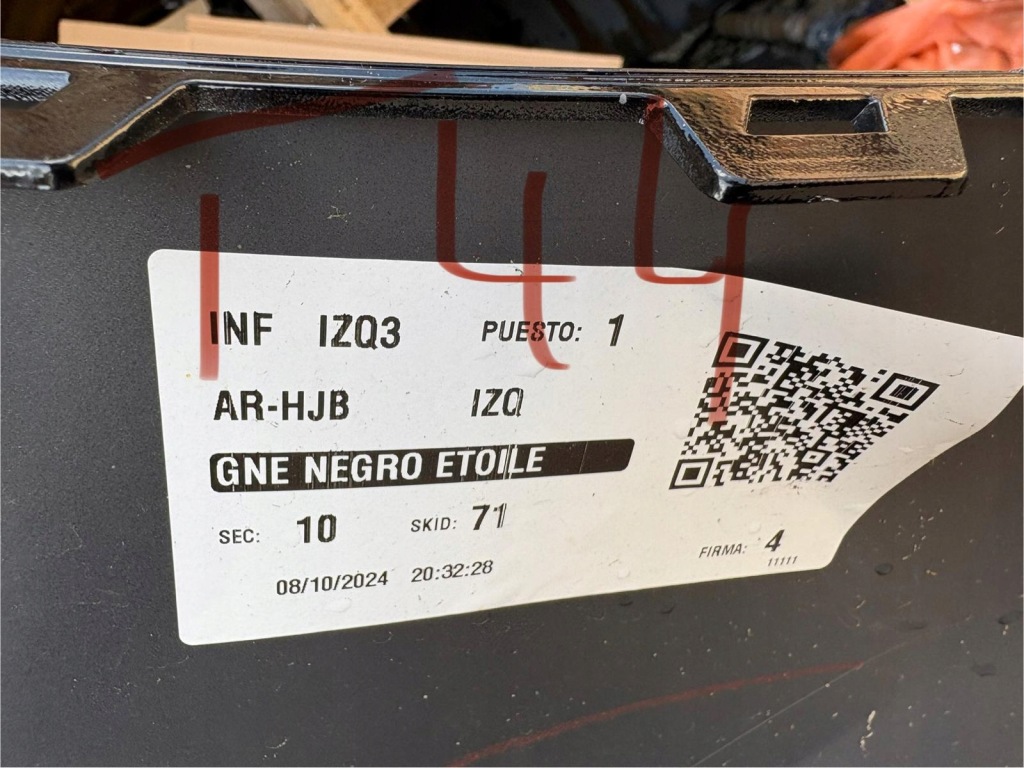 T44
INF IZQ3 PUESTO: 1
AR-HJB IZQ
GNE NEGRO ETOILE
SEC: 10 SKID: 71
08/10/2024 20:32:28
FIRMA: 4
11111